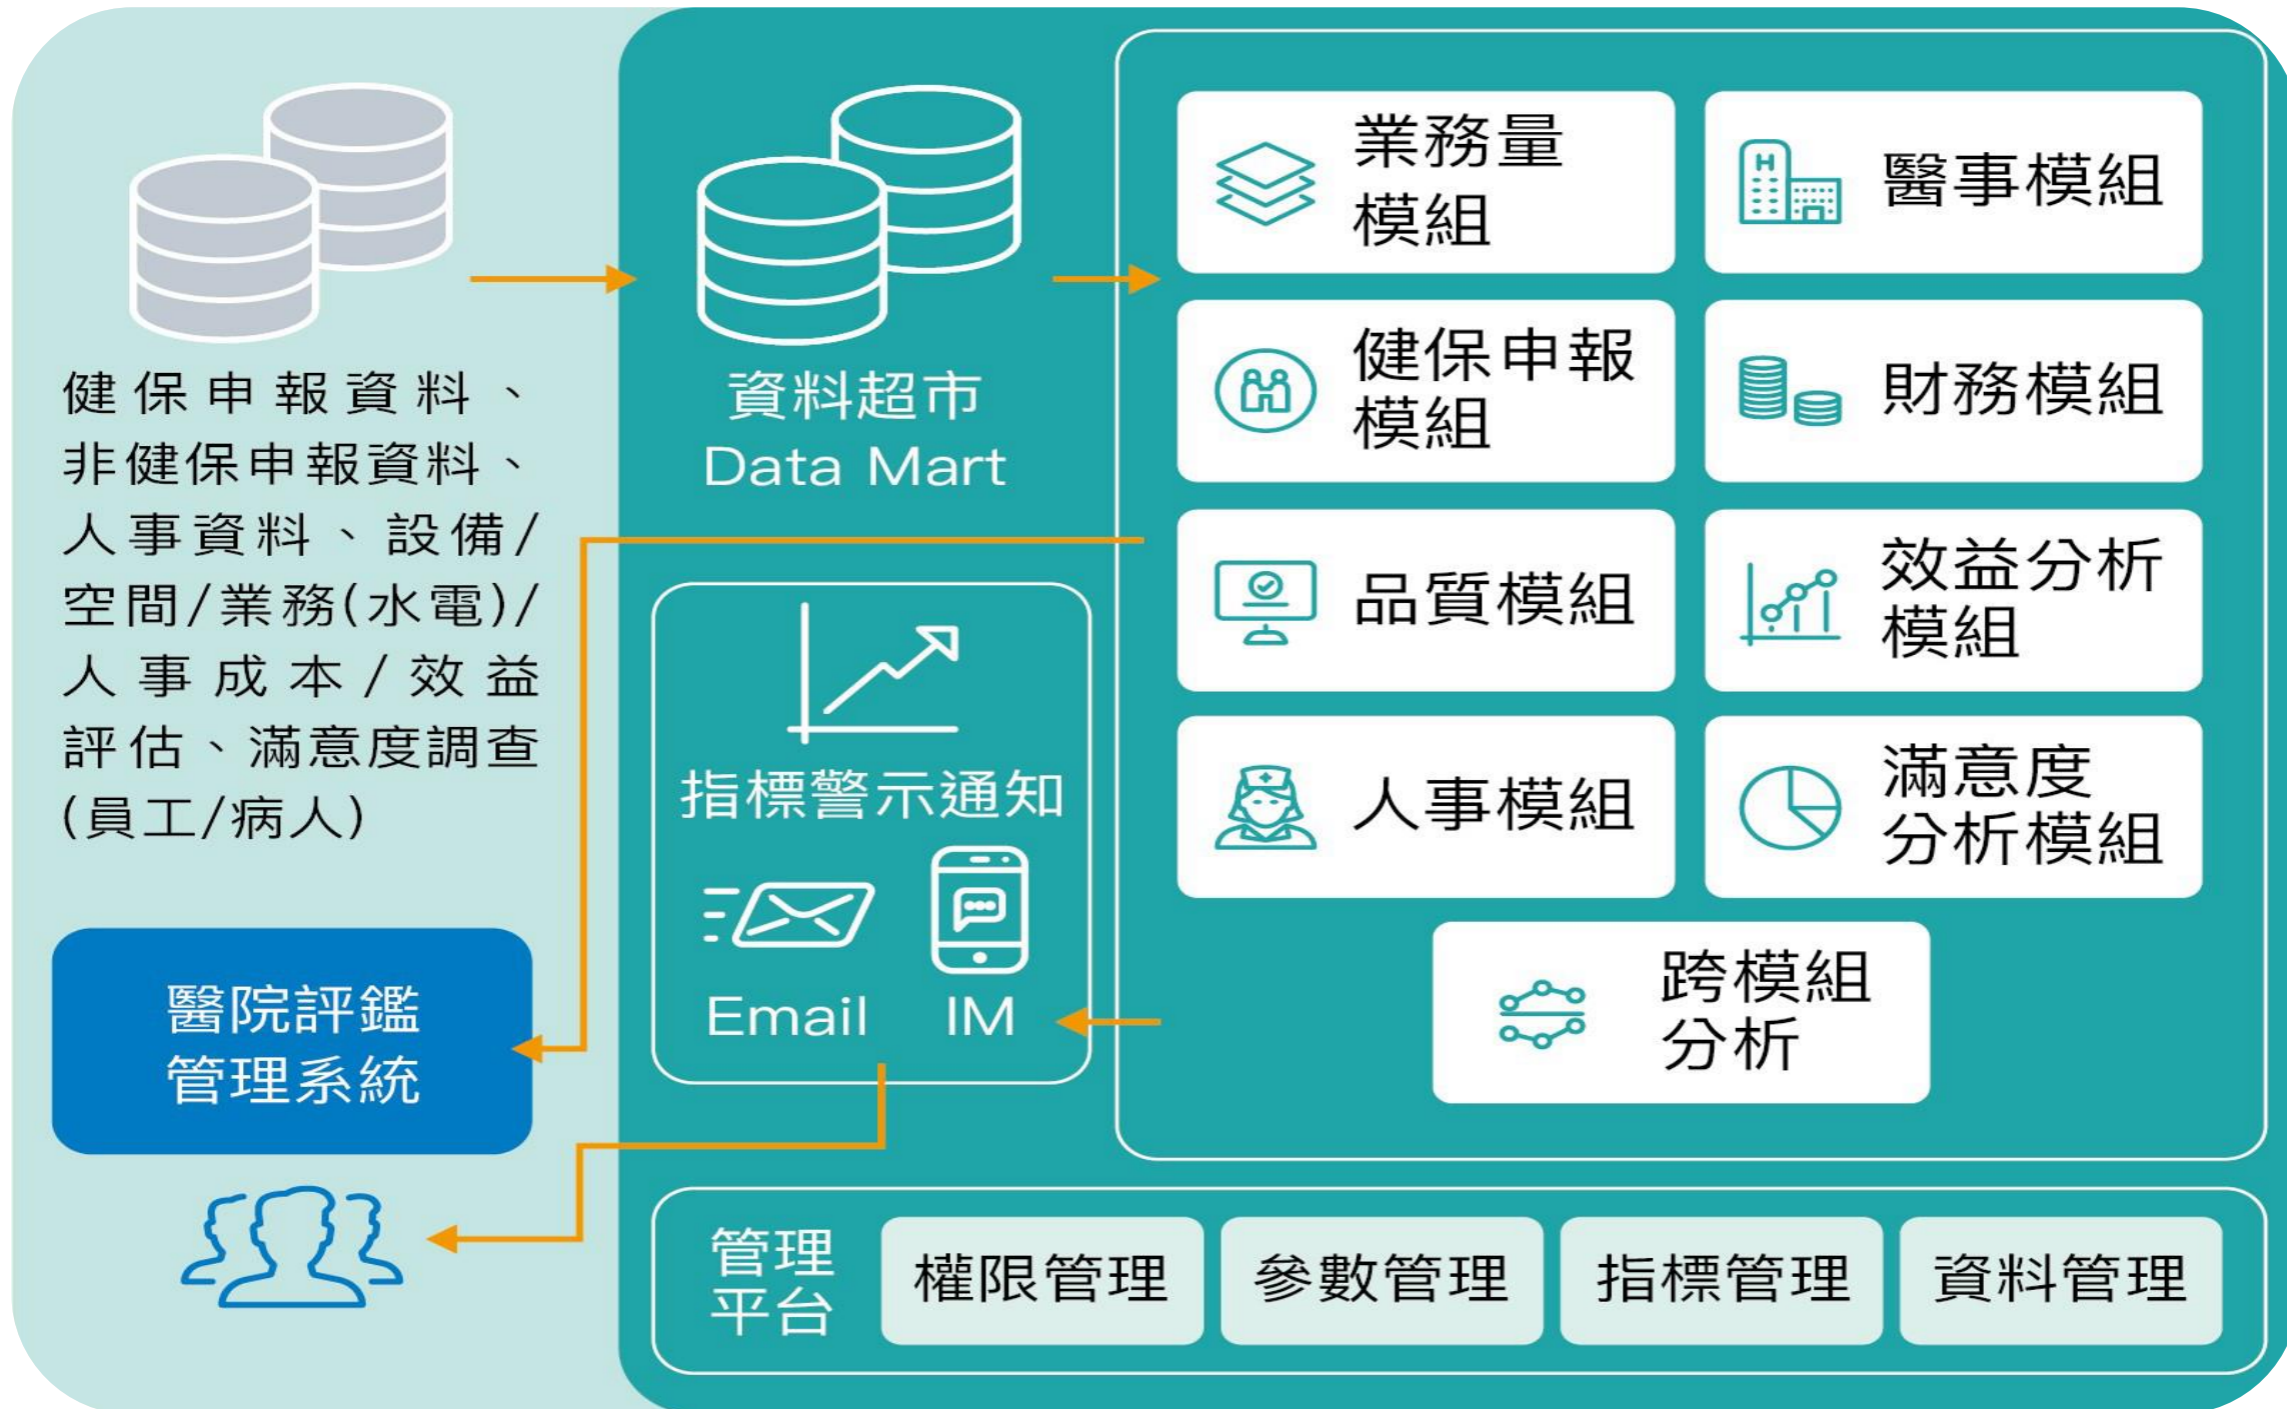 健保申報資料、
非健保申報資料、
人事資料、設備/
空間/業務(水電)/
人事成本/效益
評估、滿意度調查
(員工/病人)
醫院評鑑
管理系統
資料超市
Data Mart
指標警示通知
Email
IM
業務量
模組
醫事模組
健保申報
模組
財務模組
品質模組
效益分析
模組
人事模組
滿意度
分析模組
跨模組
分析
管理
平台
權限管理
參數管理
指標管理
資料管理
H